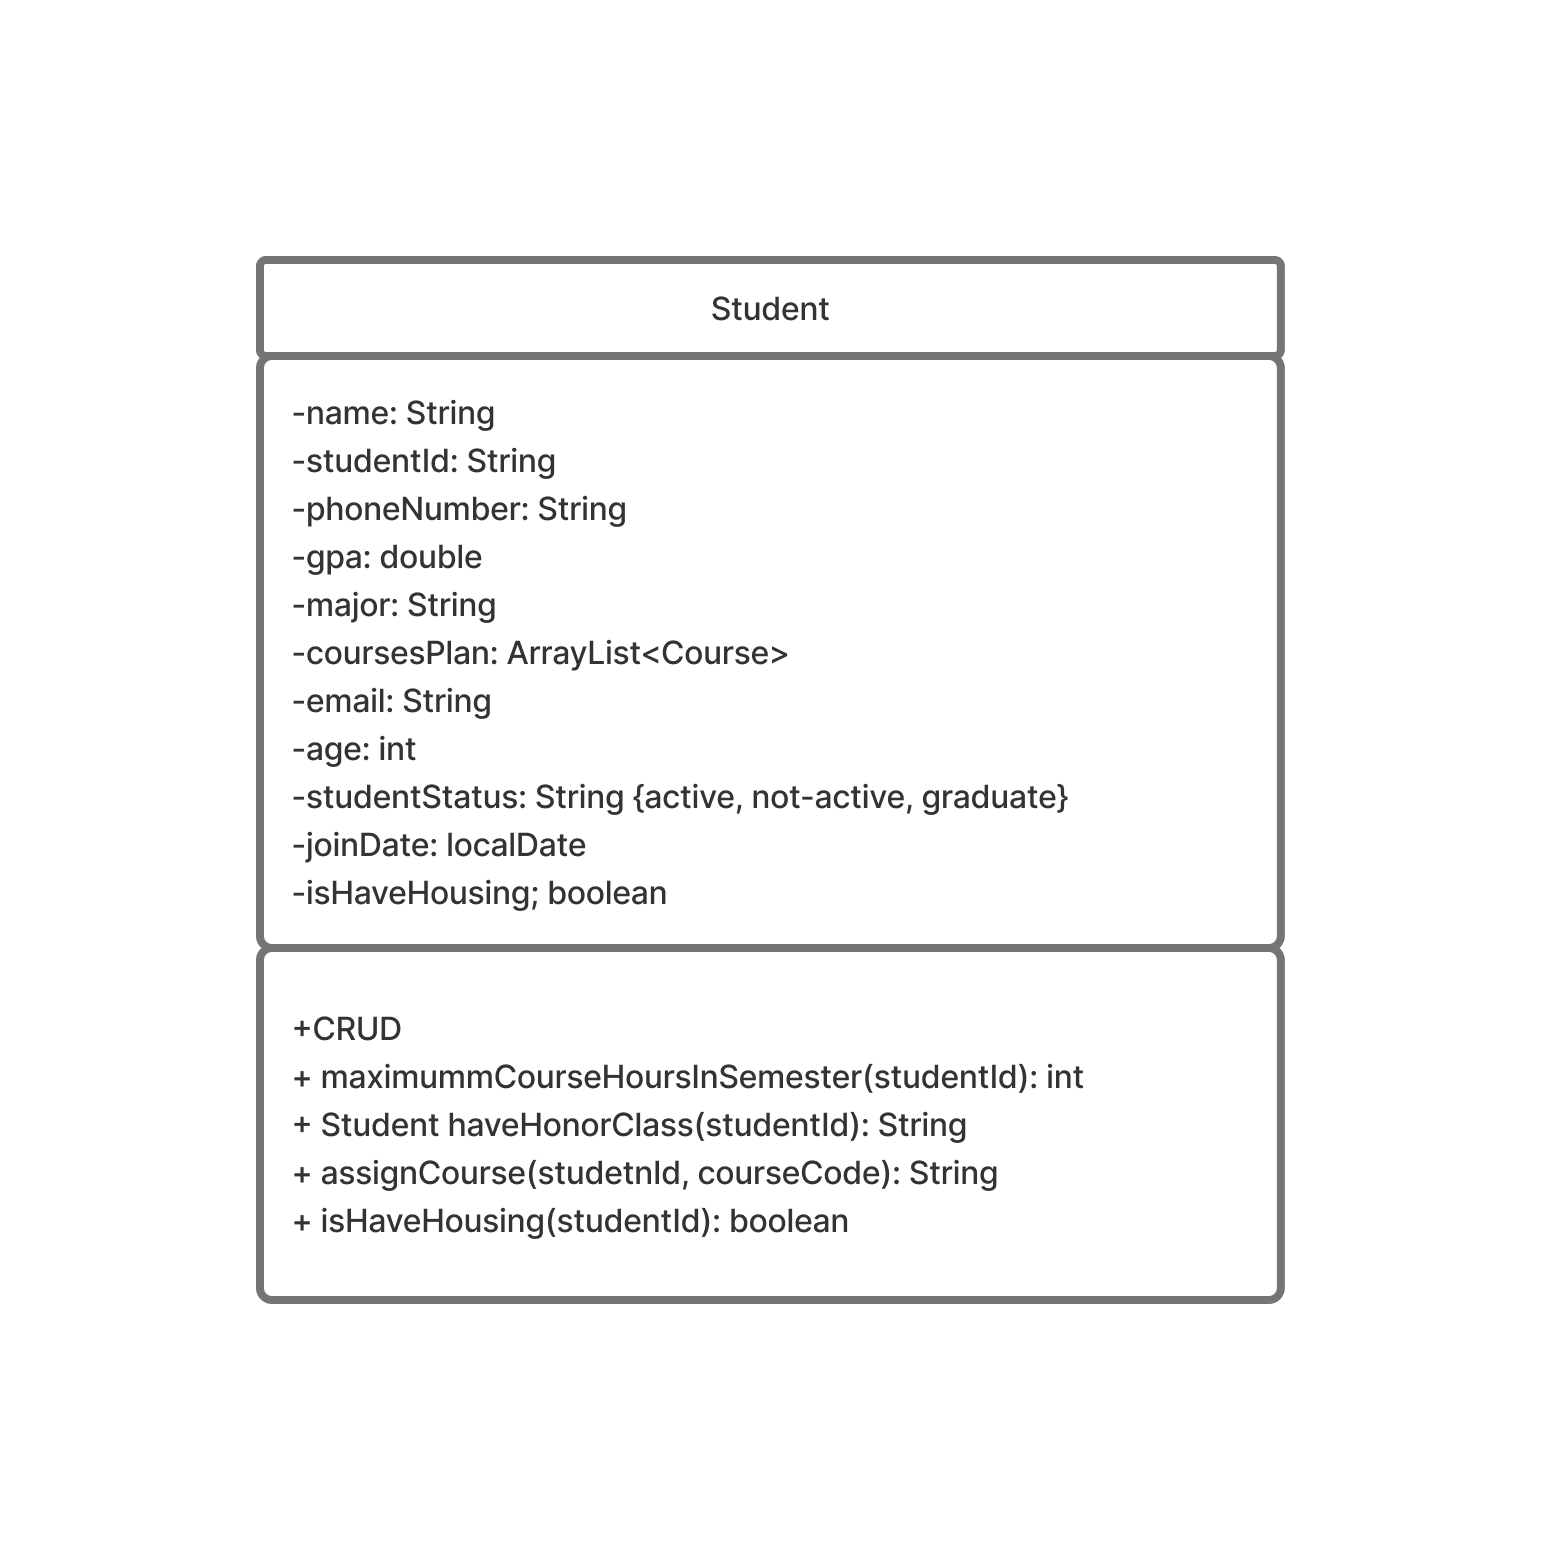 Student
-name: String
-studentId: String
-phoneNumber: String
-gpa: double
-major: String
-coursesPlan: ArrayList<Course>
-email: String
-age: int
-studentStatus: String {active, not-active, graduate}
-joinDate: localDate
-isHaveHousing; boolean
+CRUD
+ maximummCourseHoursInSemester(studentId): int
+ Student haveHonorClass(studentId): String
+ assignCourse(studetnId, courseCode): String
+ isHaveHousing(studentId): boolean